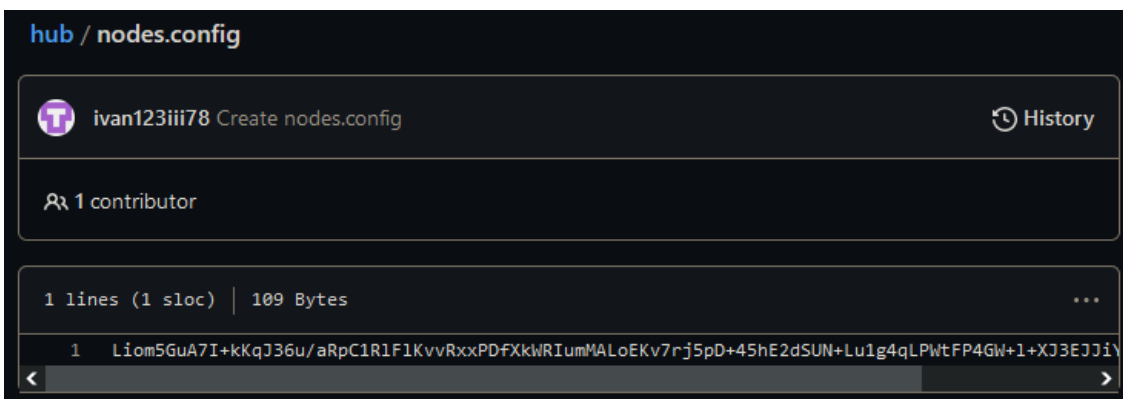 hub / nodes.config
ivan123iii78 Create nodes.config
History
1 contributor
1 lines (1 sloc) | 109 Bytes
1 Liom5GuA7I+kKqJ36u/aRpC1RlFlKvvRxxPDfXkWRIumMALoEKv7rj5pD+45hE2dSUN+Lu1g4qLPWtFP4GW+l+XJ3EJJi